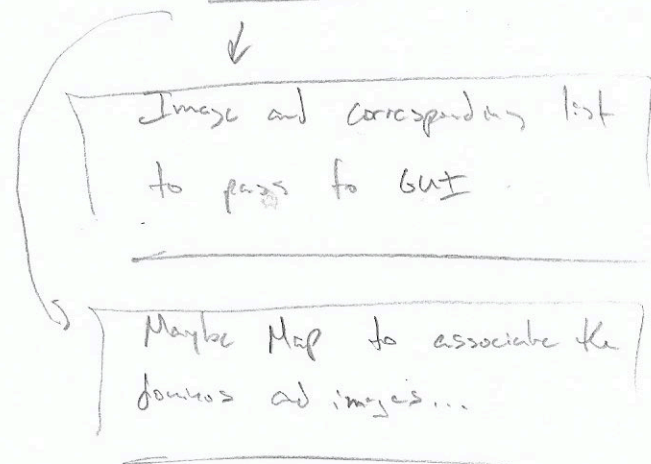 Image and corresponding list
to pass to GUI
Maybe Map to associate the
dominos and images...